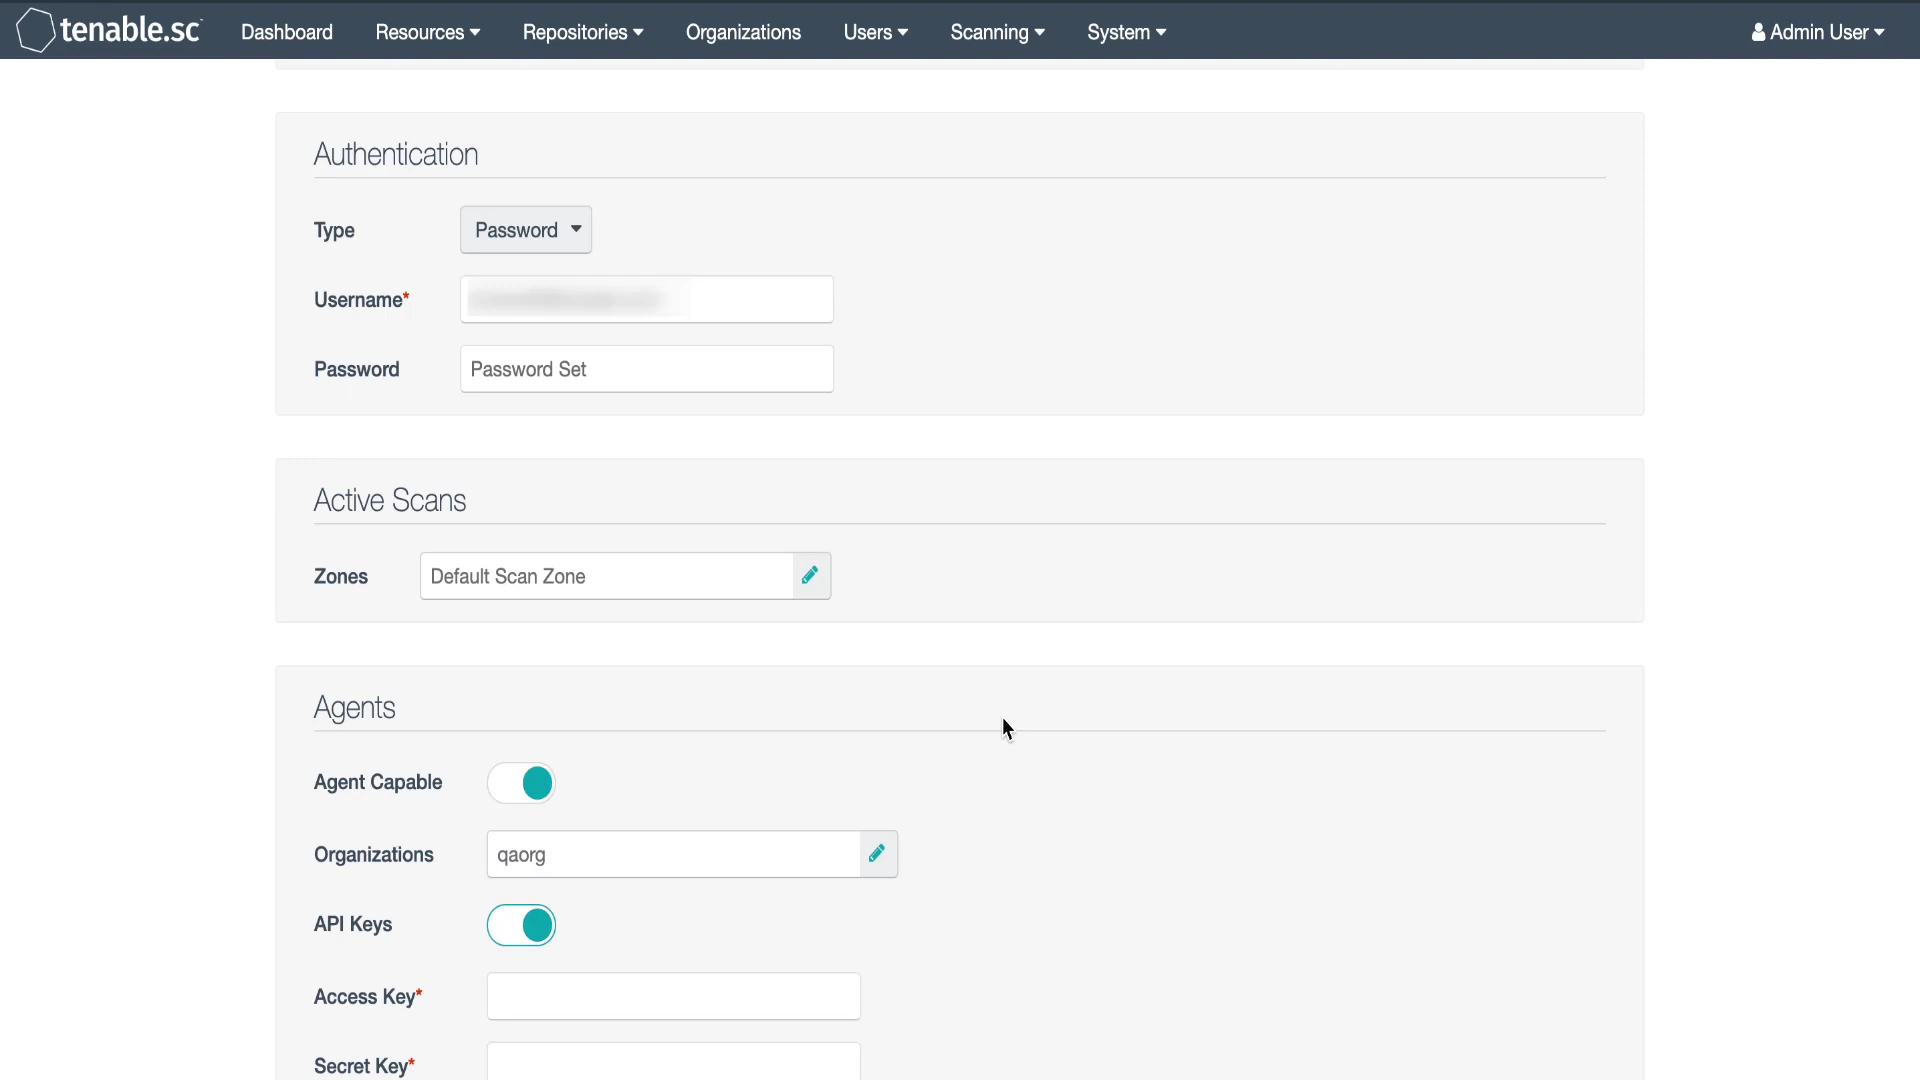 tenable.sc Dashboard Resources Repositories Organizations Users Scanning System Admin User
Authentication
Type Password
Username*
Password Password Set
Active Scans
Zones Default Scan Zone
Agents
Agent Capable
Organizations qaorg
API Keys
Access Key*
Secret Key*